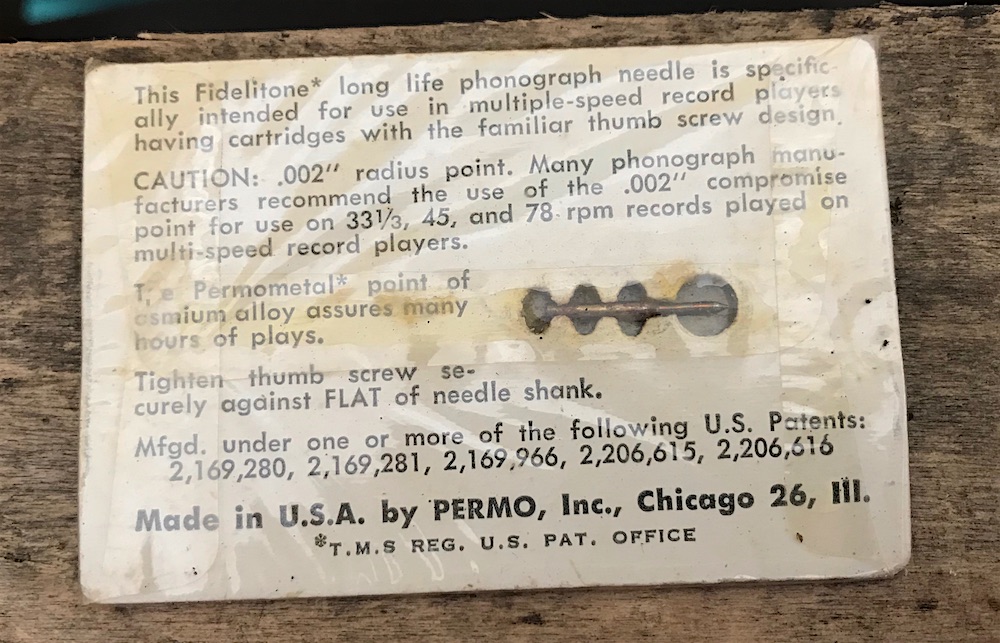 This Fidelitone* long life phonograph needle is specific-
ally intended for use in multiple-speed record players
having cartridges with the familiar thumb screw design.
CAUTION: .002" radius point. Many phonograph manu-
facturers recommend the use of the .002" compromise
point for use on 33⅓, 45, and 78 rpm records played on
multi-speed record players.
T e Permometal* point of
osmium alloy assures many
hours of plays.
Tighten thumb screw se-
curely against FLAT of needle shank.
Mfgd. under one or more of the following U.S. Patents:
2,169,280, 2,169,281, 2,169,966, 2,206,615, 2,206,616
Made in U.S.A. by PERMO, Inc., Chicago 26, Ill.
*T.M.S REG. U.S. PAT. OFFICE